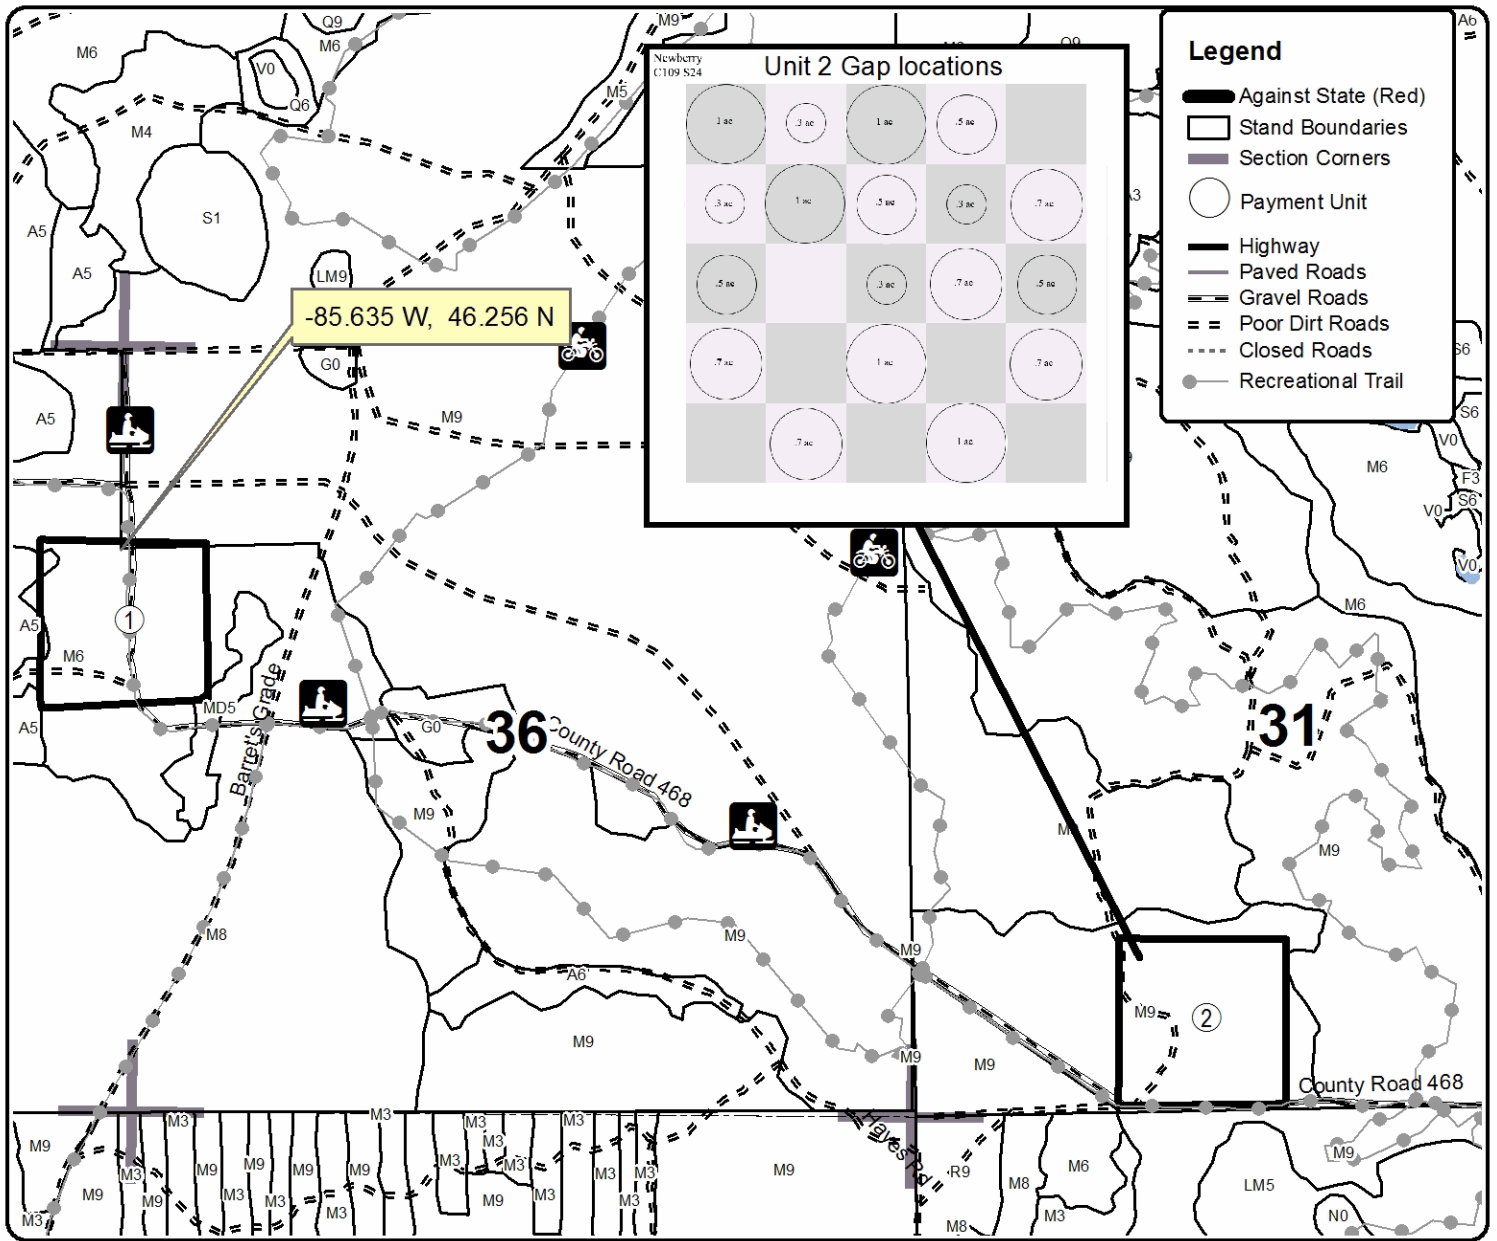 Q9
M9
A6
M6
M6
Q9
V0
Q6
M5
M4
S1
A5
A5
LM9
-85.635 W, 46.256 N
G0
A5
M9
Newberry
C109 S24
Unit 2 Gap locations
1 ac
.3 ac
1 ac
.5 ac
.3 ac
1 ac
.5 ac
.3 ac
.7 ac
.5 ac
.3 ac
.7 ac
.5 ac
.7 ac
1 ac
.7 ac
.7 ac
1 ac
Legend
Against State (Red)
Stand Boundaries
Section Corners
Payment Unit
Highway
Paved Roads
Gravel Roads
Poor Dirt Roads
Closed Roads
Recreational Trail
S6
S6
V0
M6
F3
S6
V0
V0
M6
1
A5
M6
A5
MD5
Barret's Grade
G0
36
County Road 468
31
M9
M9
M8
M9
M9
A6
M9
M9
M9
M9
2
County Road 468
M3
M3
M3
M3
M9
M3
M3
M9
M9
M9
M9
M3
M3
M3
M3
M3
M9
M9
M9
M3
M3
M9
M3
M3
M3
M3
Hayes Rd
R9
M8
M6
M9
LM5
M3
M8
N0